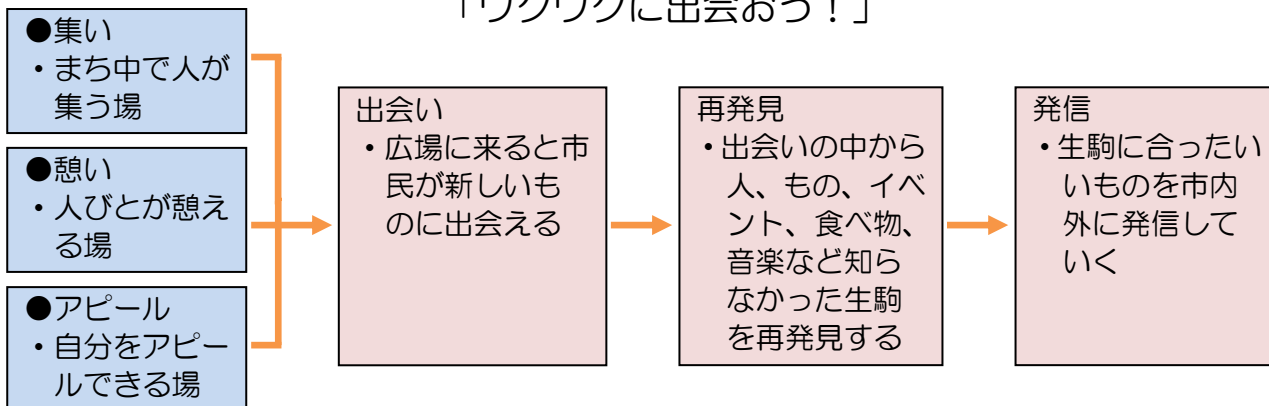 「ワクワクに出会おう！」
●集い
・まち中で人が
集う場
●憩い
・人びとが憩え
る場
●アピール
・自分をアピー
ルできる場
出会い
・広場に来ると市
民が新しいも
のに出会える
再発見
・出会いの中から
人、もの、イベ
ント、食べ物、
音楽など知ら
なかった生駒
を再発見する
発信
・生駒に合ったい
いものを市内
外に発信して
いく